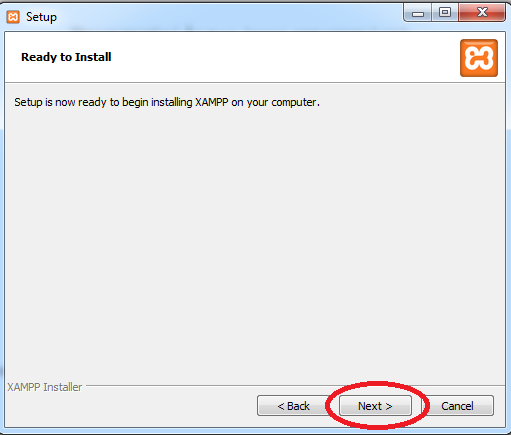 Setup
Ready to Install
Setup is now ready to begin installing XAMPP on your computer.
XAMPP Installer
< Back
Next >
Cancel